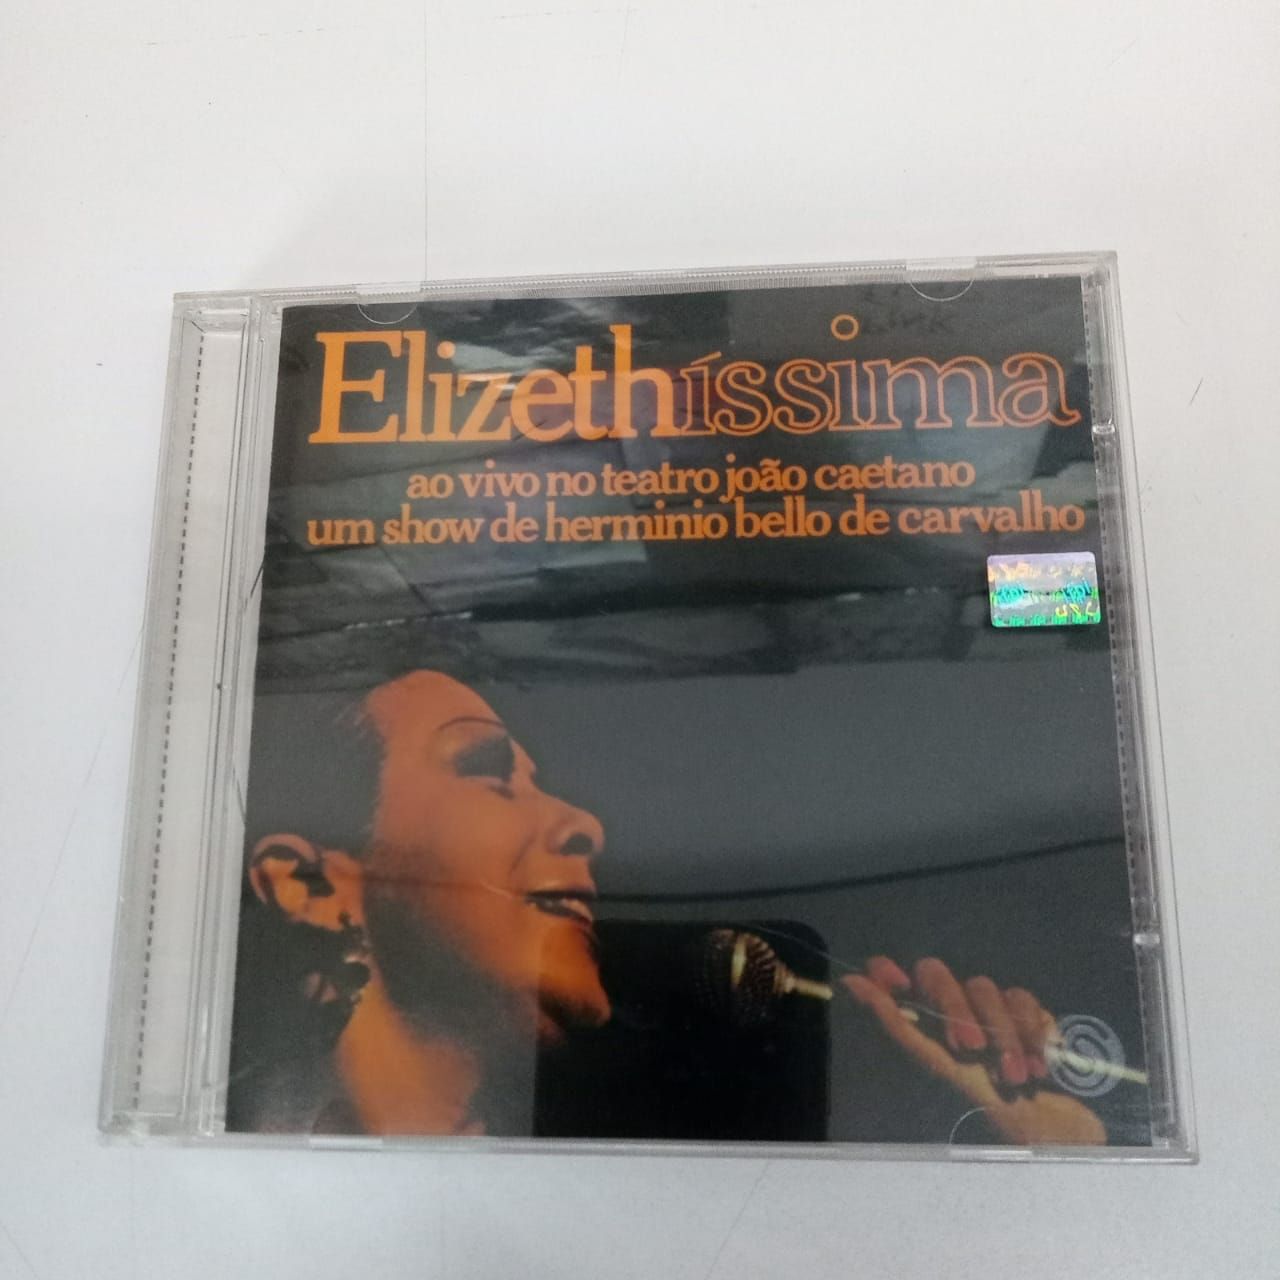 Elizethíssima
ao vivo no teatro joão caetano
um show de herminio bello de carvalho